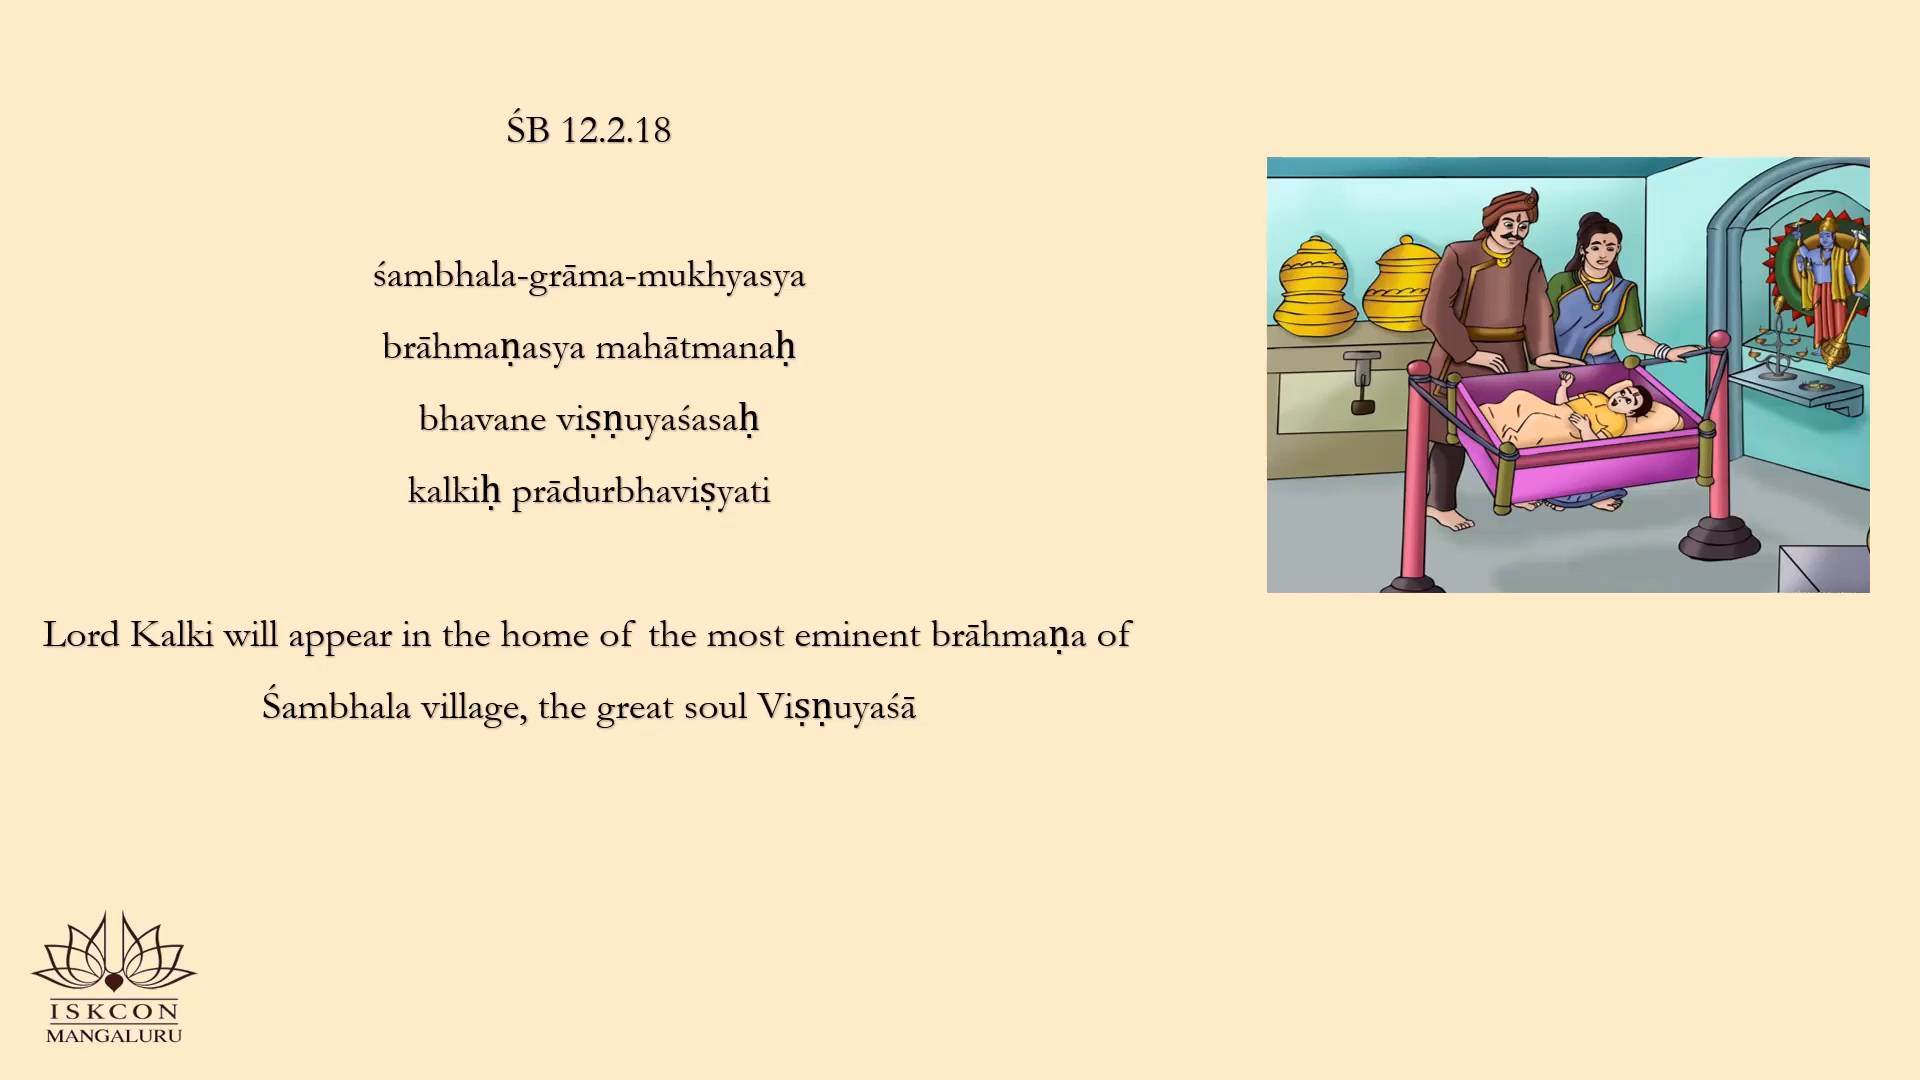 ŚB 12.2.18
śambhala-grāma-mukhyasya
brāhmaṇasya mahātmanaḥ
bhavane viṣṇuyaśasaḥ
kalkiḥ prādurbhaviṣyati
Lord Kalki will appear in the home of the most eminent brāhmaṇa of
Śambhala village, the great soul Viṣṇuyaśā
ISKCON
MANGALURU